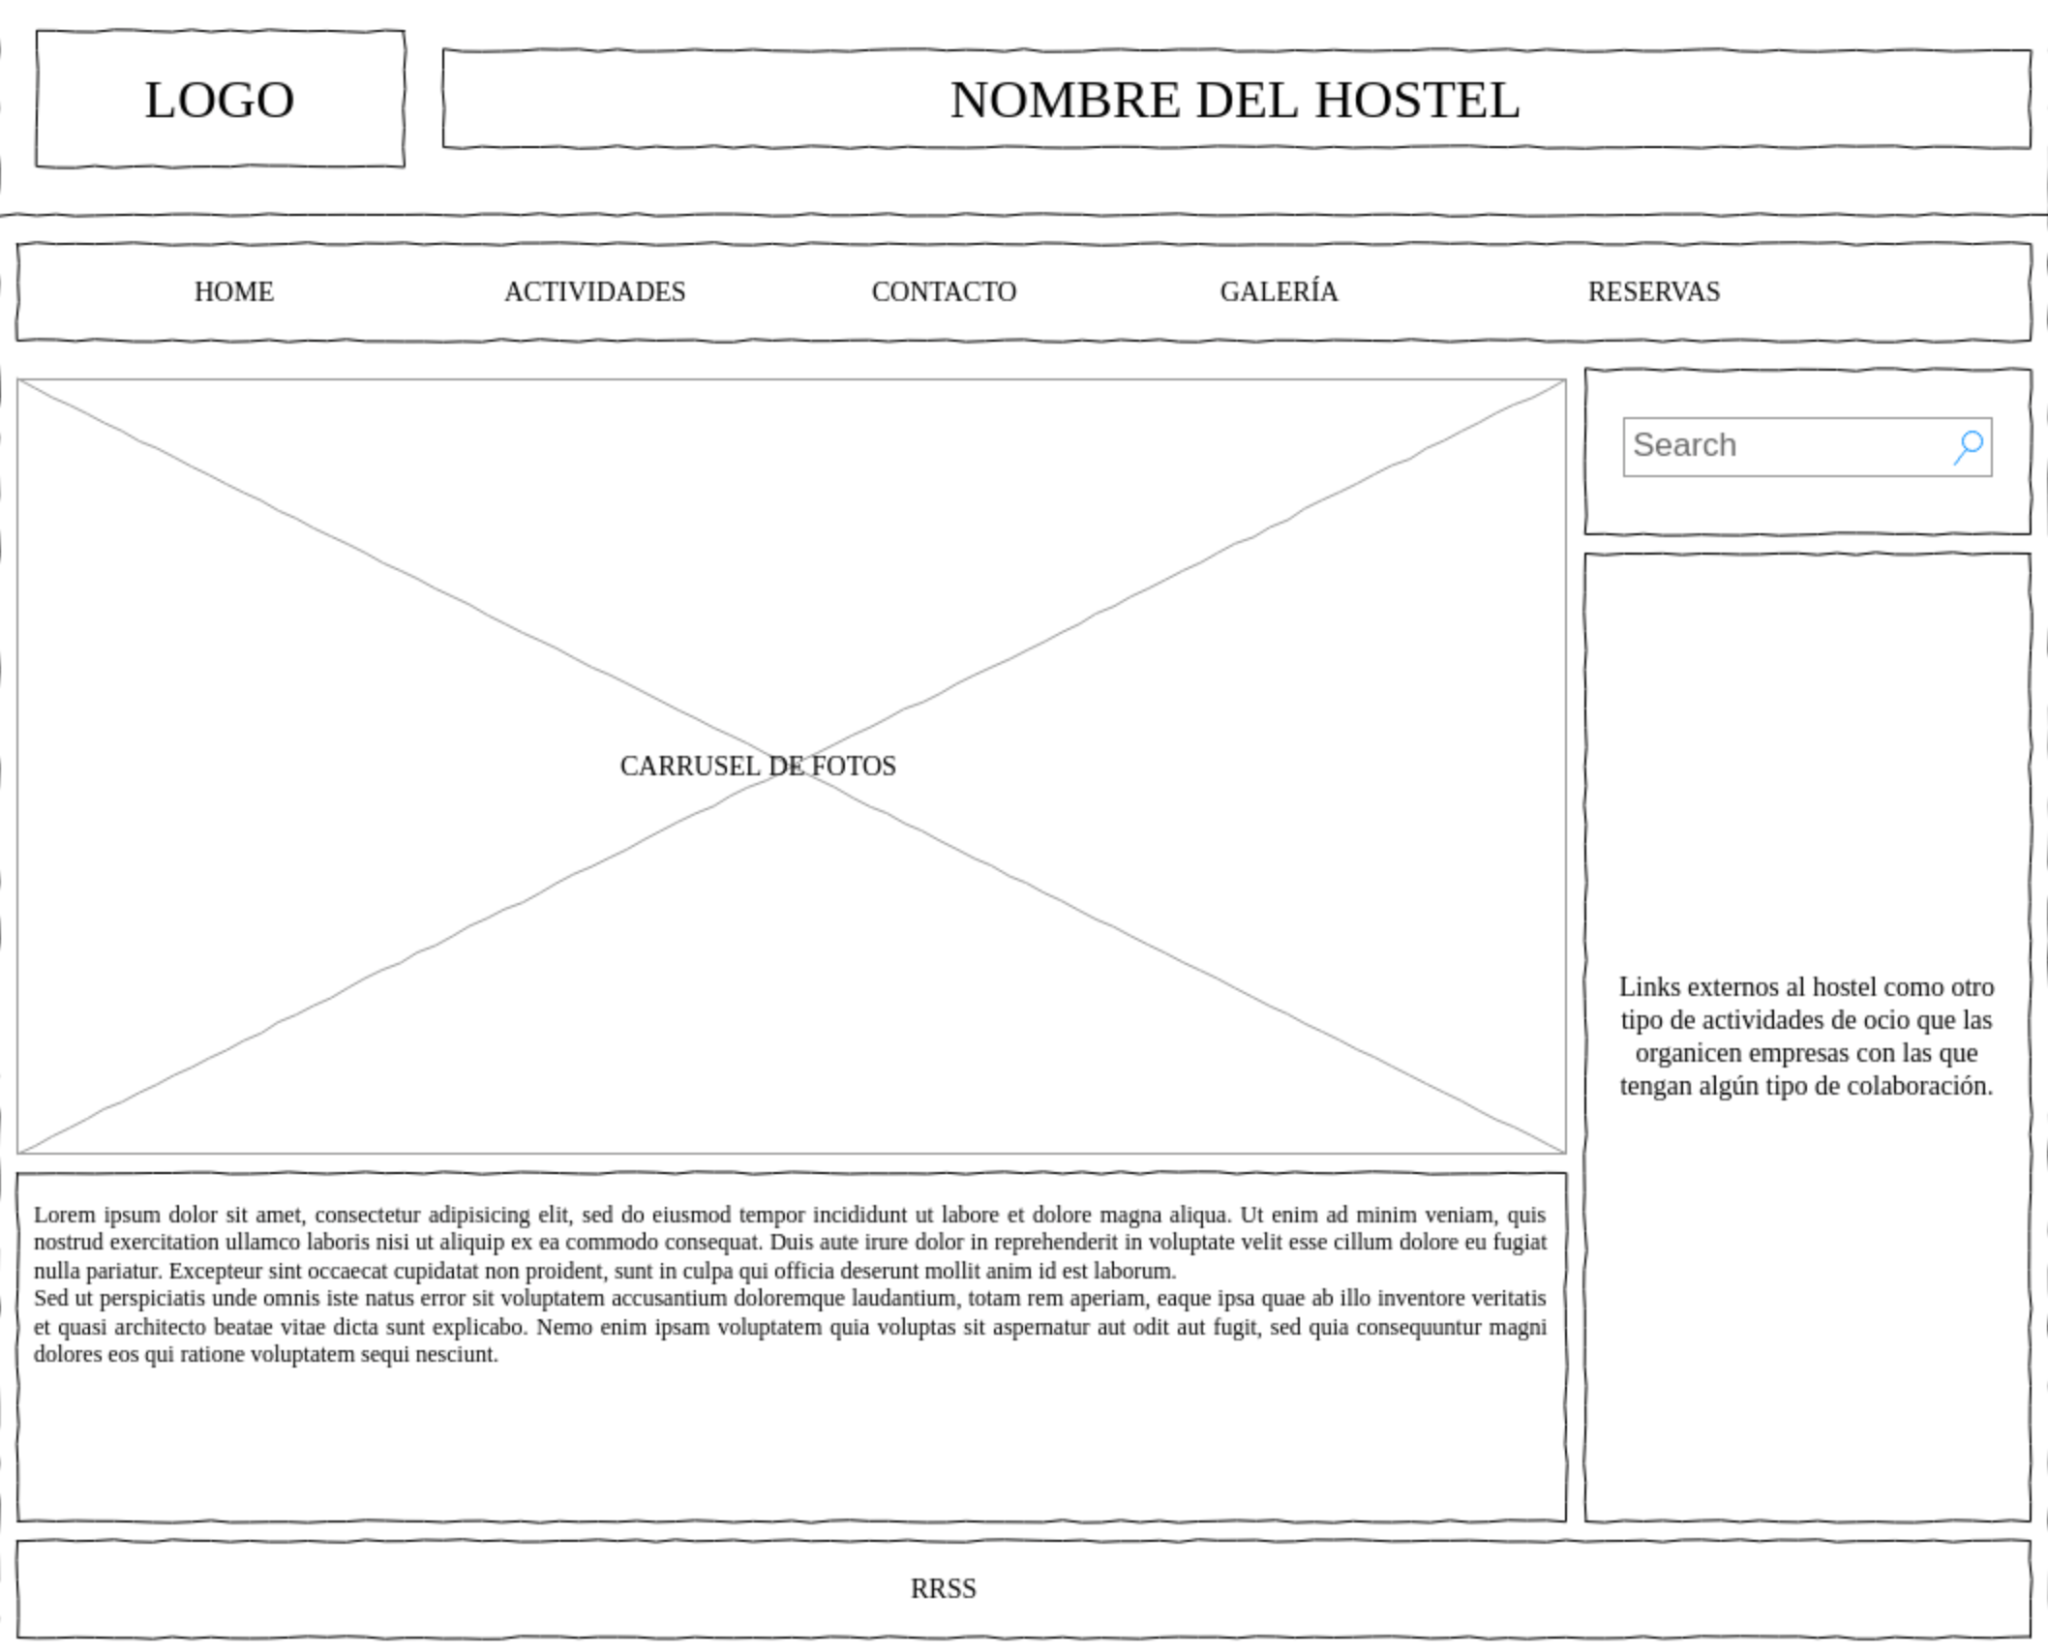 LOGO
NOMBRE DEL HOSTEL
HOME ACTIVIDADES CONTACTO GALERÍA RESERVAS
Search
CARRUSEL DE FOTOS
Links externos al hostel como otro
tipo de actividades de ocio que las
organicen empresas con las que
tengan algún tipo de colaboración.
Lorem ipsum dolor sit amet, consectetur adipisicing elit, sed do eiusmod tempor incididunt ut labore et dolore magna aliqua. Ut enim ad minim veniam, quis
nostrud exercitation ullamco laboris nisi ut aliquip ex ea commodo consequat. Duis aute irure dolor in reprehenderit in voluptate velit esse cillum dolore eu fugiat
nulla pariatur. Excepteur sint occaecat cupidatat non proident, sunt in culpa qui officia deserunt mollit anim id est laborum.
Sed ut perspiciatis unde omnis iste natus error sit voluptatem accusantium doloremque laudantium, totam rem aperiam, eaque ipsa quae ab illo inventore veritatis
et quasi architecto beatae vitae dicta sunt explicabo. Nemo enim ipsam voluptatem quia voluptas sit aspernatur aut odit aut fugit, sed quia consequuntur magni
dolores eos qui ratione voluptatem sequi nesciunt.
RRSS